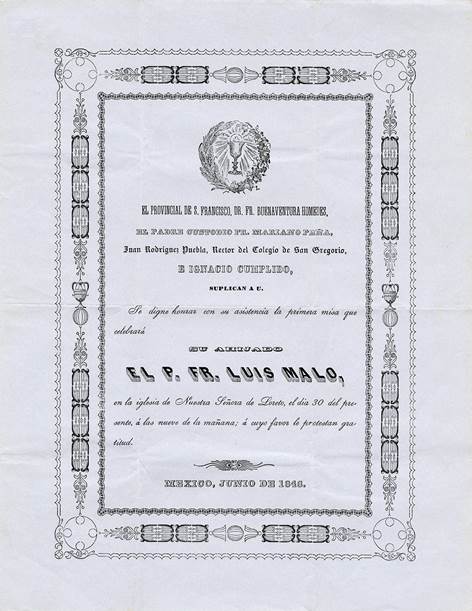 EL PROVINCIAL DE S. FRANCISCO, DR. FR. BUENAVENTURA HOMEDES,
EL PADRE CUSTODIO FR. MARIANO PEÑA,
Juan Rodriguez Puebla, Rector del Colegio de San Gregorio,
E IGNACIO CUMPLIDO,
SUPLICAN A U.
Se digne honrar con su asistencia la primera misa que
celebrará
SU AHIJADO
EL P. FR. LUIS MALO,
en la iglesia de Nuestra Señora de Loreto, el dia 30 del pre-
sente, á las nueve de la mañana; á cuyo favor le protestan gra-
titud.
MEXICO, JUNIO DE 1848.